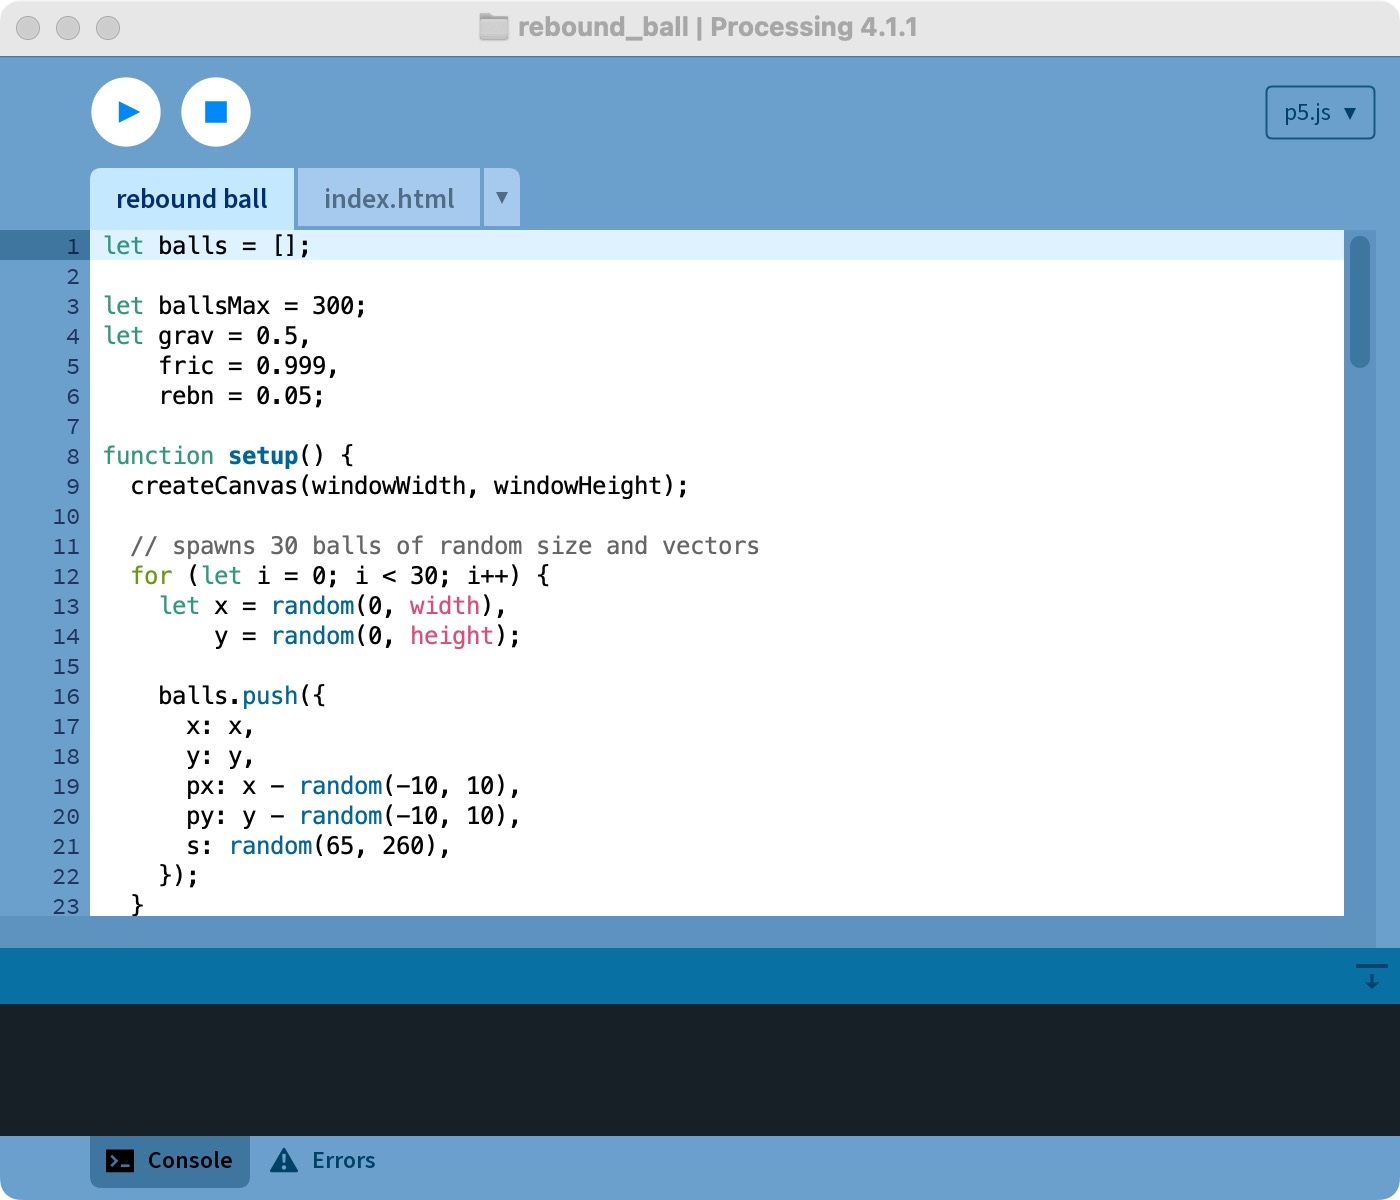 rebound_ball | Processing 4.1.1
p5.js ▼
rebound ball index.html ▼
1 let balls = [];
2
3 let ballsMax = 300;
4 let grav = 0.5,
5     fric = 0.999,
6     rebn = 0.05;
7
8 function setup() {
9   createCanvas(windowWidth, windowHeight);
10
11   // spawns 30 balls of random size and vectors
12   for (let i = 0; i < 30; i++) {
13     let x = random(0, width),
14         y = random(0, height);
15
16     balls.push({
17       x: x,
18       y: y,
19       px: x - random(-10, 10),
20       py: y - random(-10, 10),
21       s: random(65, 260),
22     });
23   }
Console Errors